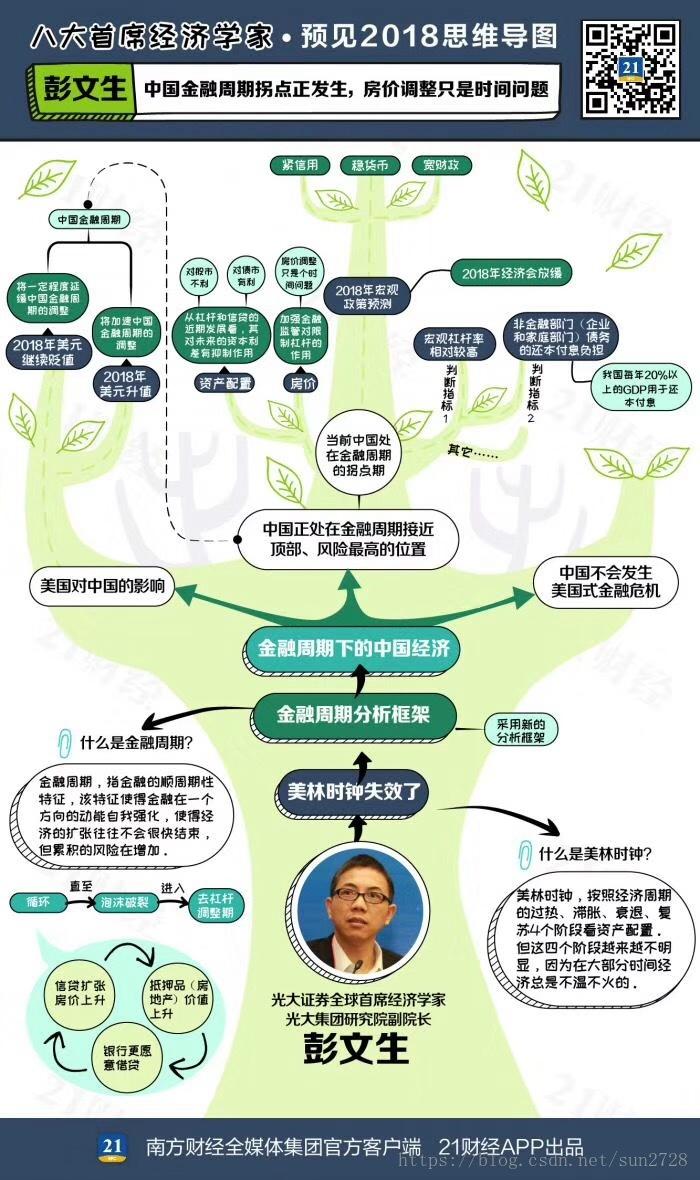 八大首席经济学家·预见2018思维导图
21
彭文生
中国金融周期拐点正发生，房价调整只是时间问题
紧信用
稳货币
宽财政
中国金融周期
将一定程度延
缓中国金融周
期的调整
2018年美元
继续贬值
将加速中国
金融周期的
调整
2018年
美元升值
对股市
不利
对债市
有利
从杠杆和信贷的
近期发展看，其
对未来的资本利
差有抑制作用
资产配置
房价调整
只是个时
间问题
加强金融
监管对限
制杠杆的
作用
房价
2018年宏观
政策预测
2018年经济会放缓
宏观杠杆率
相对较高
判断指标1
非金融部门（企业
和家庭部门）债务
的还本付息负担
判断指标2
我国每年20%以
上的GDP用于还
本付息
其它……
当前中国处
在金融周期
的拐点期
中国正处在金融周期接近
顶部、风险最高的位置
美国对中国的影响
中国不会发生
美国式金融危机
金融周期下的中国经济
金融周期分析框架
采用新的
分析框架
什么是金融周期？
金融周期，指金融的顺周期性
特征，该特征使得金融在一个
方向的动能自我强化，使得经
济的扩张往往不会很快结束，
但累积的风险在增加．
美林时钟失效了
什么是美林时钟？
美林时钟，按照经济周期
的过热、滞胀、衰退、复
苏4个阶段看资产配置．
但这四个阶段越来越不明
显，因为在大部分时间经
济总是不温不火的．
循环
直至
泡沫破裂
进入
去杠杆
调整期
信贷扩张
房价上升
抵押品（房
地产）价值
上升
银行更愿
意借贷
光大证券全球首席经济学家
光大集团研究院副院长
彭文生
21
南方财经全媒体集团官方客户端 21财经APP出品
https://blog.csdn.net/sun2728
21财经